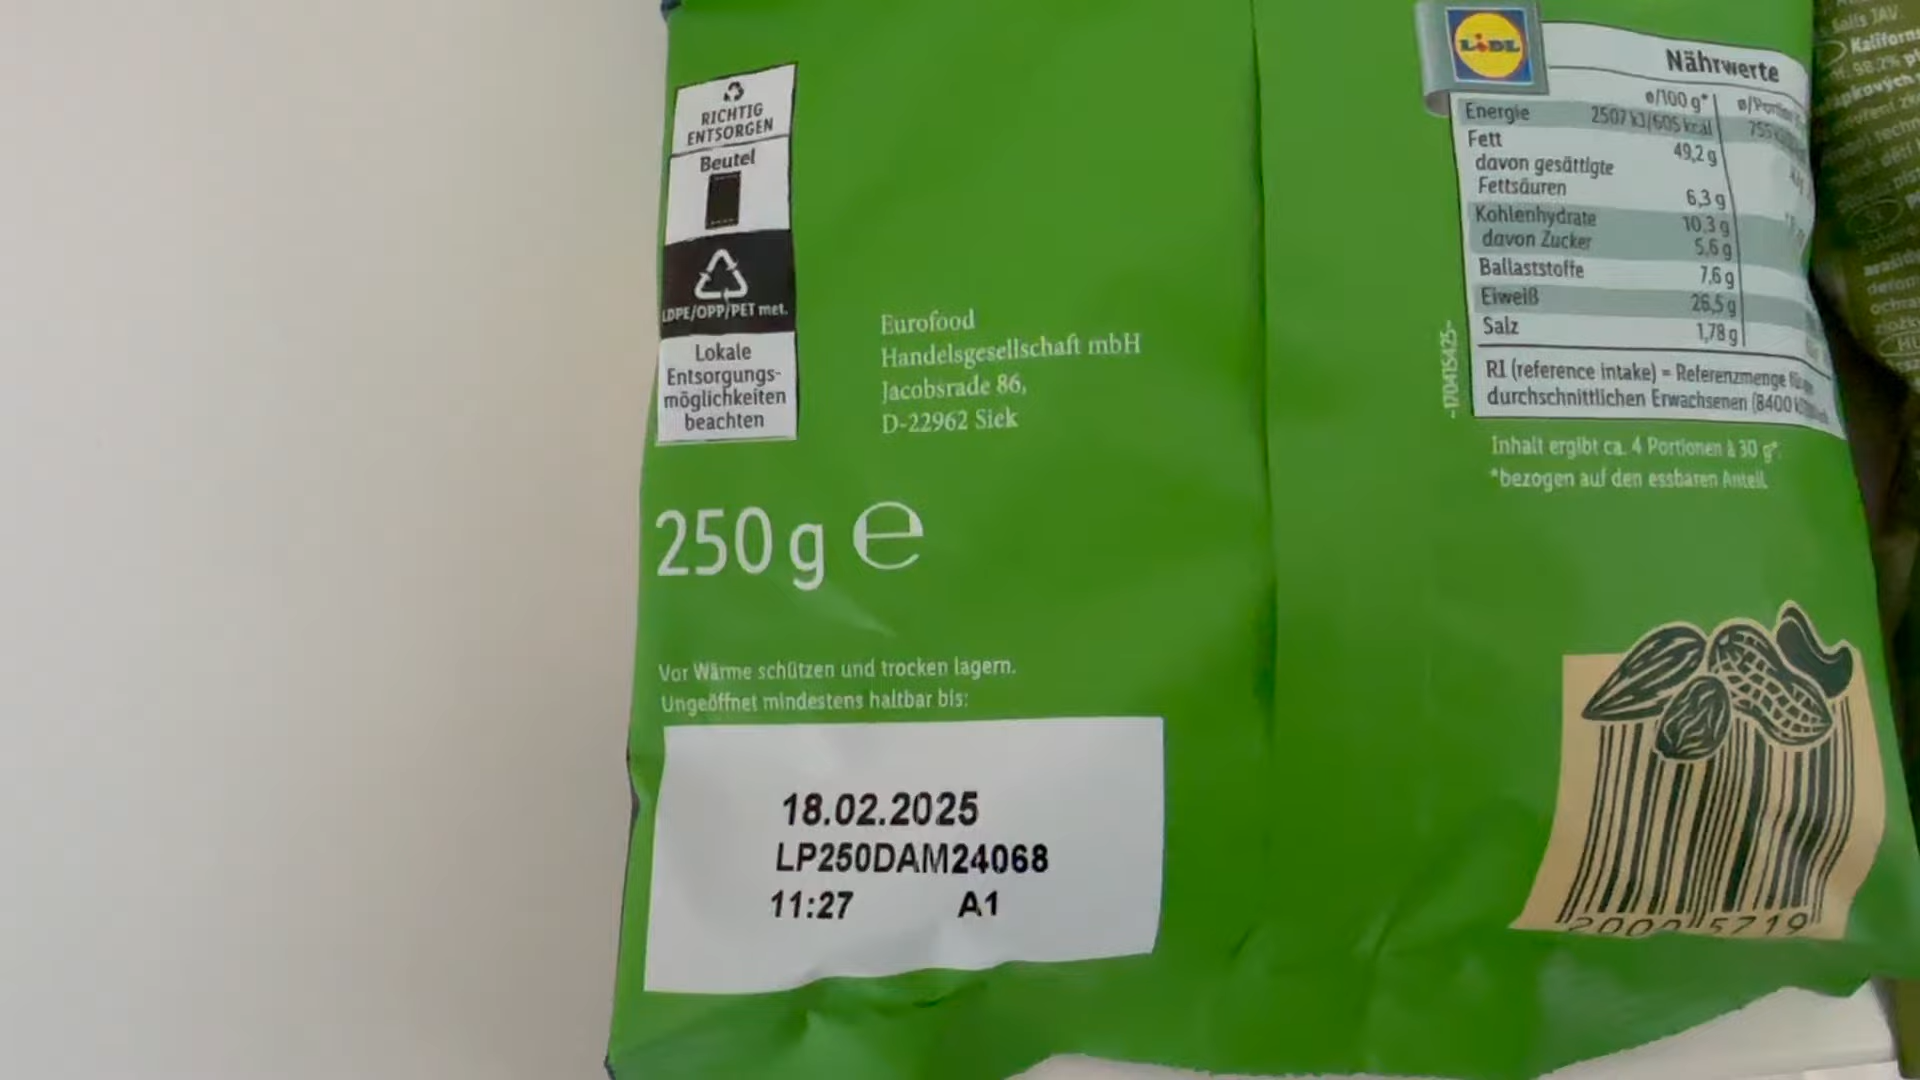 RICHTIG
ENTSORGEN
Beutel
LDPE/OPP/PET met.
Lokale
Entsorgungs-
möglichkeiten
beachten
Eurofood
Handelsgesellschaft mbH
Jacobsrade 86,
D-22962 Siek
250 g e
Vor Wärme schützen und trocken lagern.
Ungeöffnet mindestens haltbar bis:
18.02.2025
LP250DAM24068
11:27 A1
LIDL
Nährwerte
ø/100 g*
Energie 2507 kJ/605 kcal
Fett 49,2 g
davon gesättigte
Fettsäuren 6,3 g
Kohlenhydrate 10,3 g
davon Zucker 5,6 g
Ballaststoffe 7,6 g
Eiweiß 26,5 g
Salz 1,78 g
RI (reference intake) = Referenzmenge
durchschnittlichen Erwachsenen (8400
Inhalt ergibt ca. 4 Portionen à 30 g*.
*bezogen auf den essbaren Anteil
-170415425-
5719